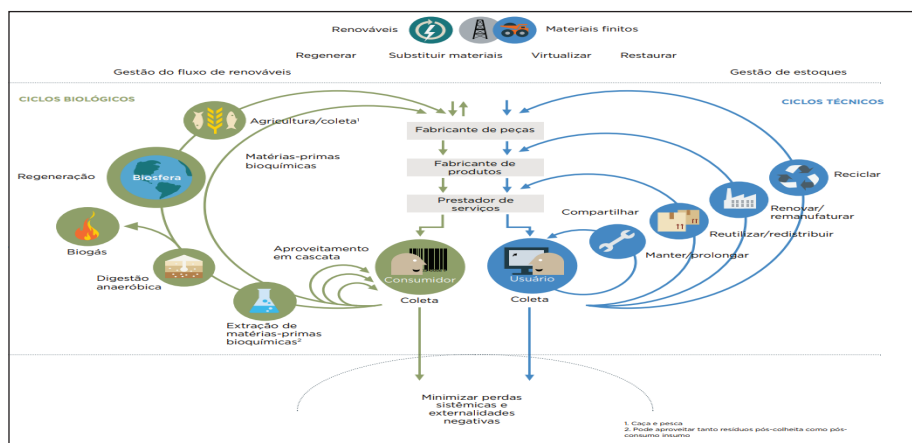 Renováveis
Materiais finitos
Regenerar
Substituir materiais
Virtualizar
Restaurar
Gestão do fluxo de renováveis
Gestão de estoques
CICLOS BIOLÓGICOS
CICLOS TÉCNICOS
Agricultura/coleta¹
Fabricante de peças
Matérias-primas
bioquímicas
Regeneração
Biosfera
Fabricante de
produtos
Reciclar
Prestador de
serviços
Renovar/
remanufaturar
Compartilhar
Reutilizar/redistribuir
Biogás
Aproveitamento
em cascata
Manter/prolongar
Digestão
anaeróbica
Consumidor
Usuário
Coleta
Coleta
Extração de
matérias-primas
bioquímicas²
Minimizar perdas
sistêmicas e
externalidades
negativas
1. Caça e pesca
2. Pode aproveitar tanto resíduos pós-colheita como pós-
consumo insumo